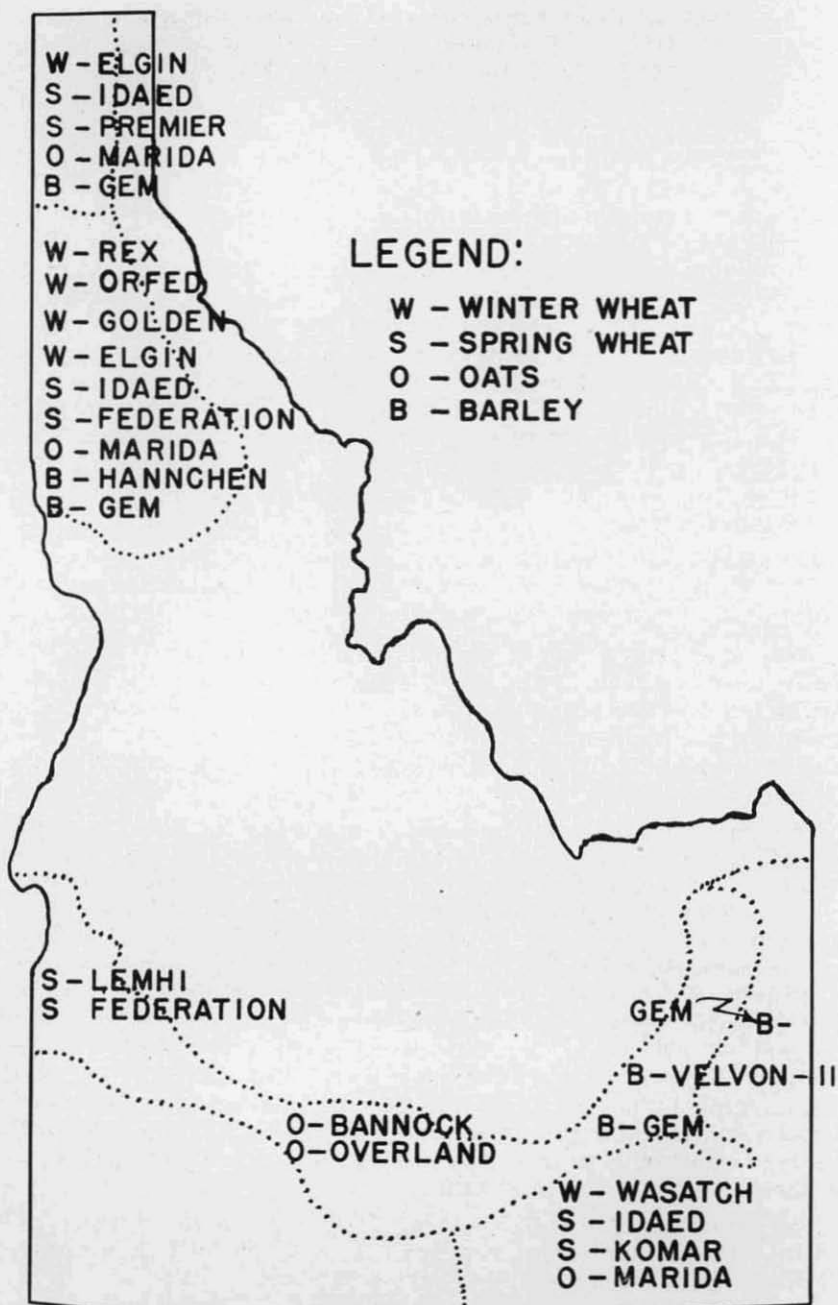 W – ELGIN
S – IDAED
S – PREMIER
O – MARIDA
B – GEM
W – REX
W – ORFED
W – GOLDEN
W – ELGIN
S – IDAED
S – FEDERATION
O – MARIDA
B – HANNCHEN
B – GEM
LEGEND:
W – WINTER WHEAT
S – SPRING WHEAT
O – OATS
B – BARLEY
S – LEMHI
S FEDERATION
GEM B-
B – VELVON – II
O – BANNOCK
O – OVERLAND
B – GEM
W – WASATCH
S – IDAED
S – KOMAR
O – MARIDA